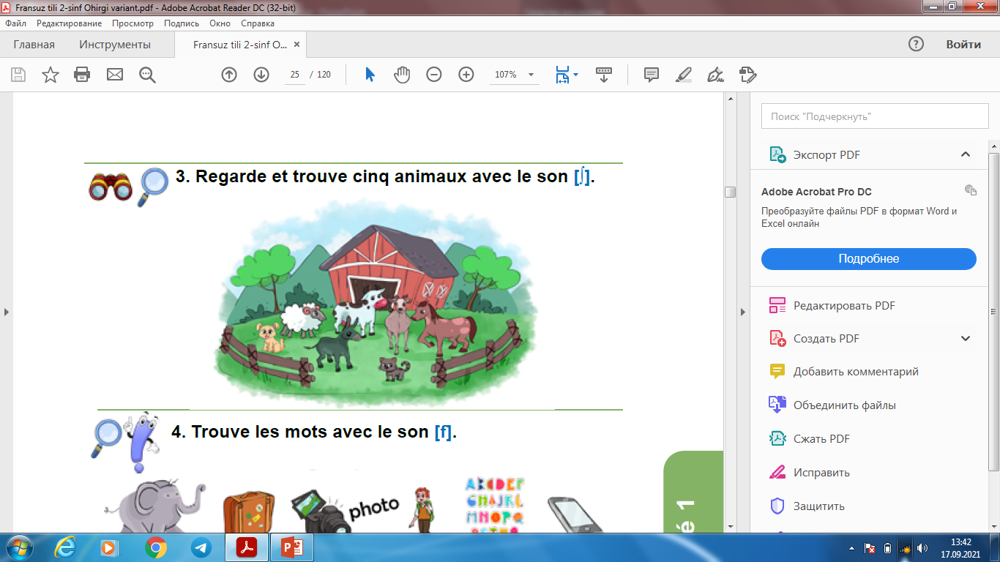 Fransuz tili 2-sinf Ohirgi variant.pdf - Adobe Acrobat Reader DC (32-bit)
Файл Редактирование Просмотр Подпись Окно Справка
Главная Инструменты Fransuz tili 2-sinf O... × Войти
25 / 120 107%
3. Regarde et trouve cinq animaux avec le son [ʃ].
4. Trouve les mots avec le son [f].
photo
ABCDEF
GHIJKL
MNOPQ
é 1
Поиск "Подчеркнуть"
Экспорт PDF
Adobe Acrobat Pro DC
Преобразуйте файлы PDF в формат Word и
Excel онлайн
Подробнее
Редактировать PDF
Создать PDF
Добавить комментарий
Объединить файлы
Сжать PDF
Исправить
Защитить
13:42
17.09.2021